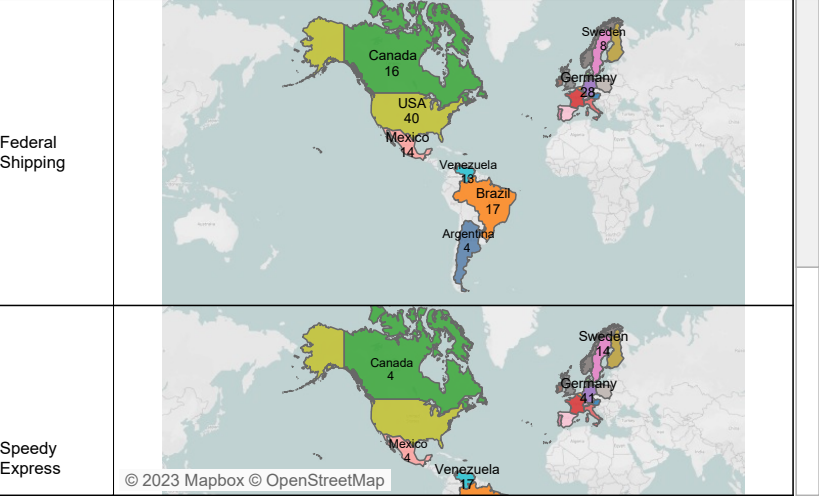 Sweden
8
Canada
16
Germany
28
USA
40
Mexico
14
Federal
Shipping
Venezuela
13
Brazil
17
Argentina
4
Sweden
14
Canada
4
Germany
41
Mexico
4
Speedy
Express
Venezuela
17
© 2023 Mapbox © OpenStreetMap